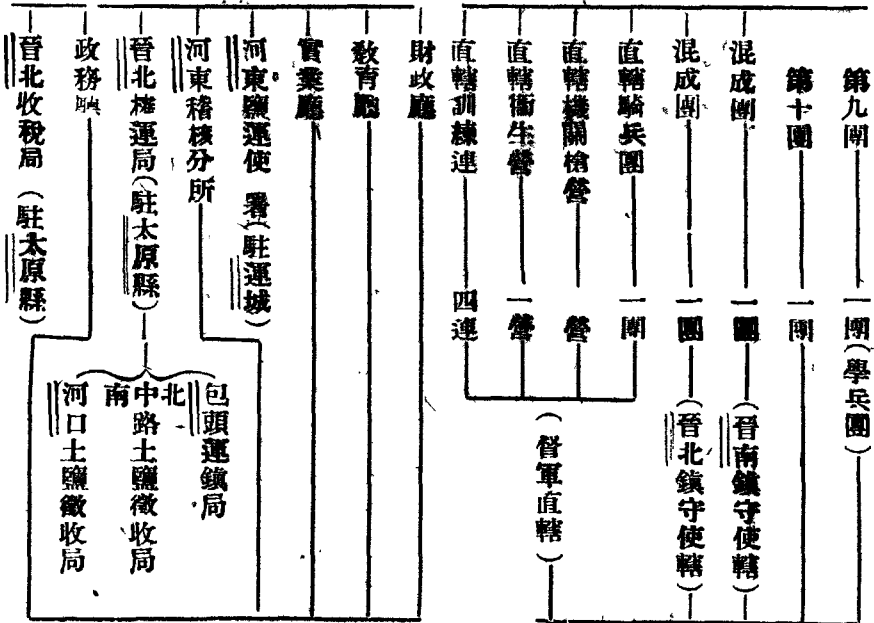 第九團 一團(學兵團)
第十團 一團
混成團 一團(晉南鎮守使轄)
混成團 一團(晉北鎮守使轄)
直轄騎兵團 一團
直轄機關槍營 營
直轄衞生營 一營
直轄訓練連 四連
(督軍直轄)
財政廳
敎育廳
實業廳
河東鹽運使署(駐運城)
河東稽核分所
晉北榷運局(駐太原縣)
包頭運鎮局
北中南路土鹽徵收局
河口土鹽徵收局
政務廳
晉北收稅局(駐太原縣)